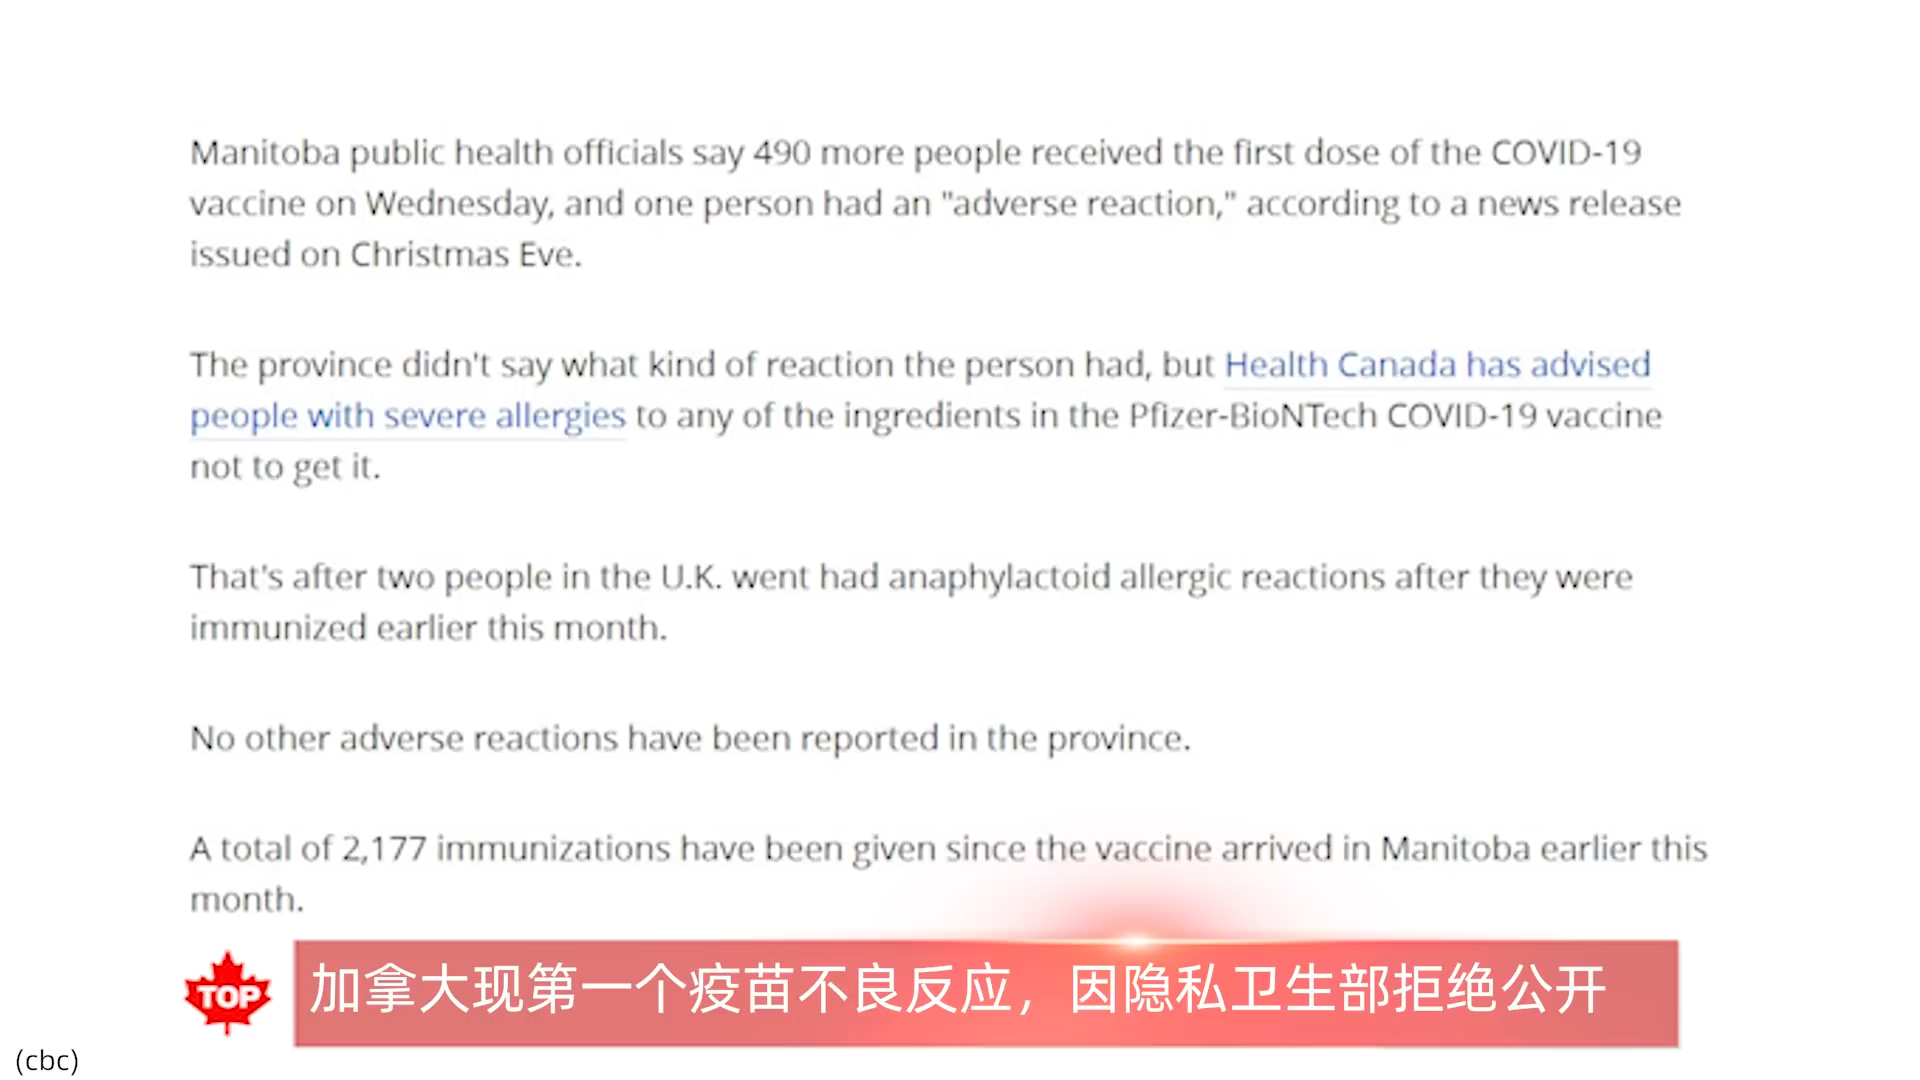 Manitoba public health officials say 490 more people received the first dose of the COVID-19
vaccine on Wednesday, and one person had an "adverse reaction," according to a news release
issued on Christmas Eve.
The province didn't say what kind of reaction the person had, but Health Canada has advised
people with severe allergies to any of the ingredients in the Pfizer-BioNTech COVID-19 vaccine
not to get it.
That's after two people in the U.K. went had anaphylactoid allergic reactions after they were
immunized earlier this month.
No other adverse reactions have been reported in the province.
A total of 2,177 immunizations have been given since the vaccine arrived in Manitoba earlier this
month.
TOP
加拿大现第一个疫苗不良反应，因隐私卫生部拒绝公开
(cbc)